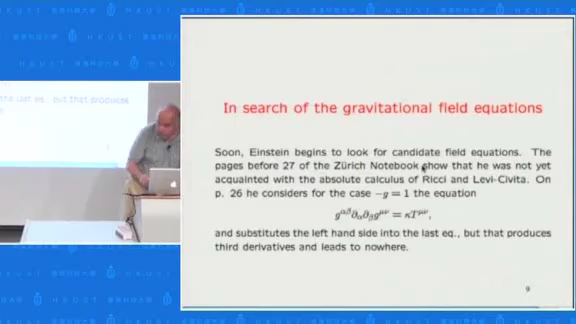 HKUST
In search of the gravitational field equations
Soon, Einstein begins to look for candidate field equations. The
pages before 27 of the Zürich Notebook show that he was not yet
acquainted with the absolute calculus of Ricci and Levi-Civita. On
p. 26 he considers for the case −g = 1 the equation
g^{αβ}∂_α∂_βg^{μν} = κT^{μν},
and substitutes the left hand side into the last eq., but that produces
third derivatives and leads to nowhere.
9
the last eq., but that produces